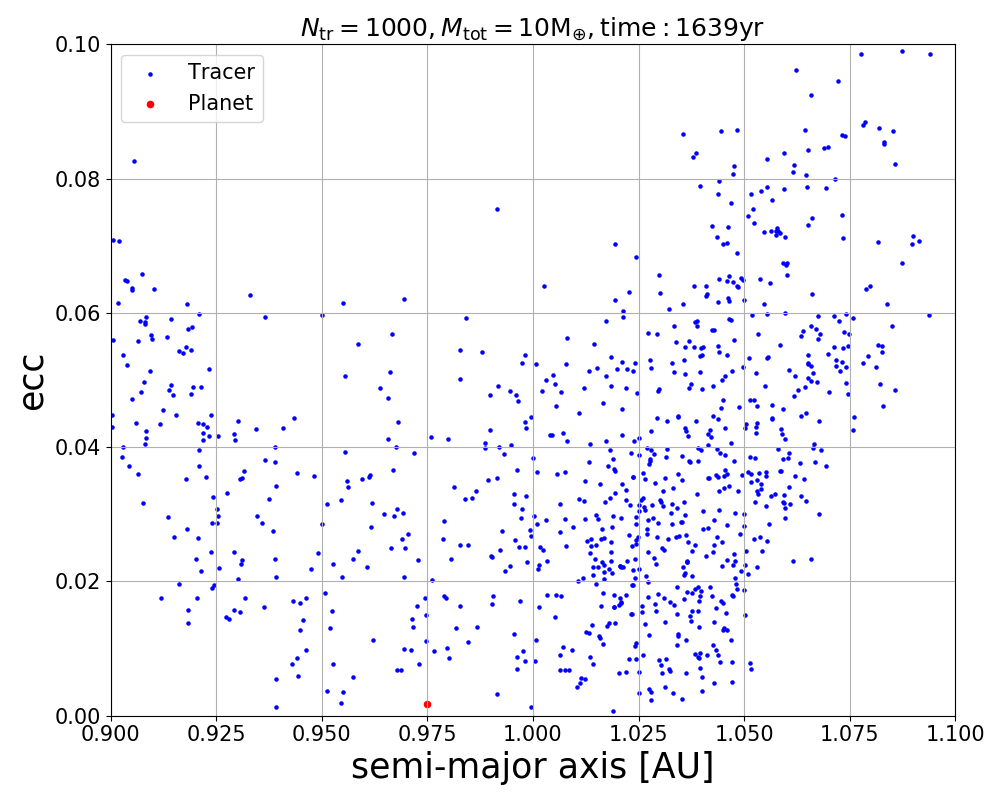 N_tr = 1000, M_tot = 10M_⊕, time : 1639yr
Tracer
Planet
ecc
0.10
0.08
0.06
0.04
0.02
0.00
0.900 0.925 0.950 0.975 1.000 1.025 1.050 1.075 1.100
semi-major axis [AU]